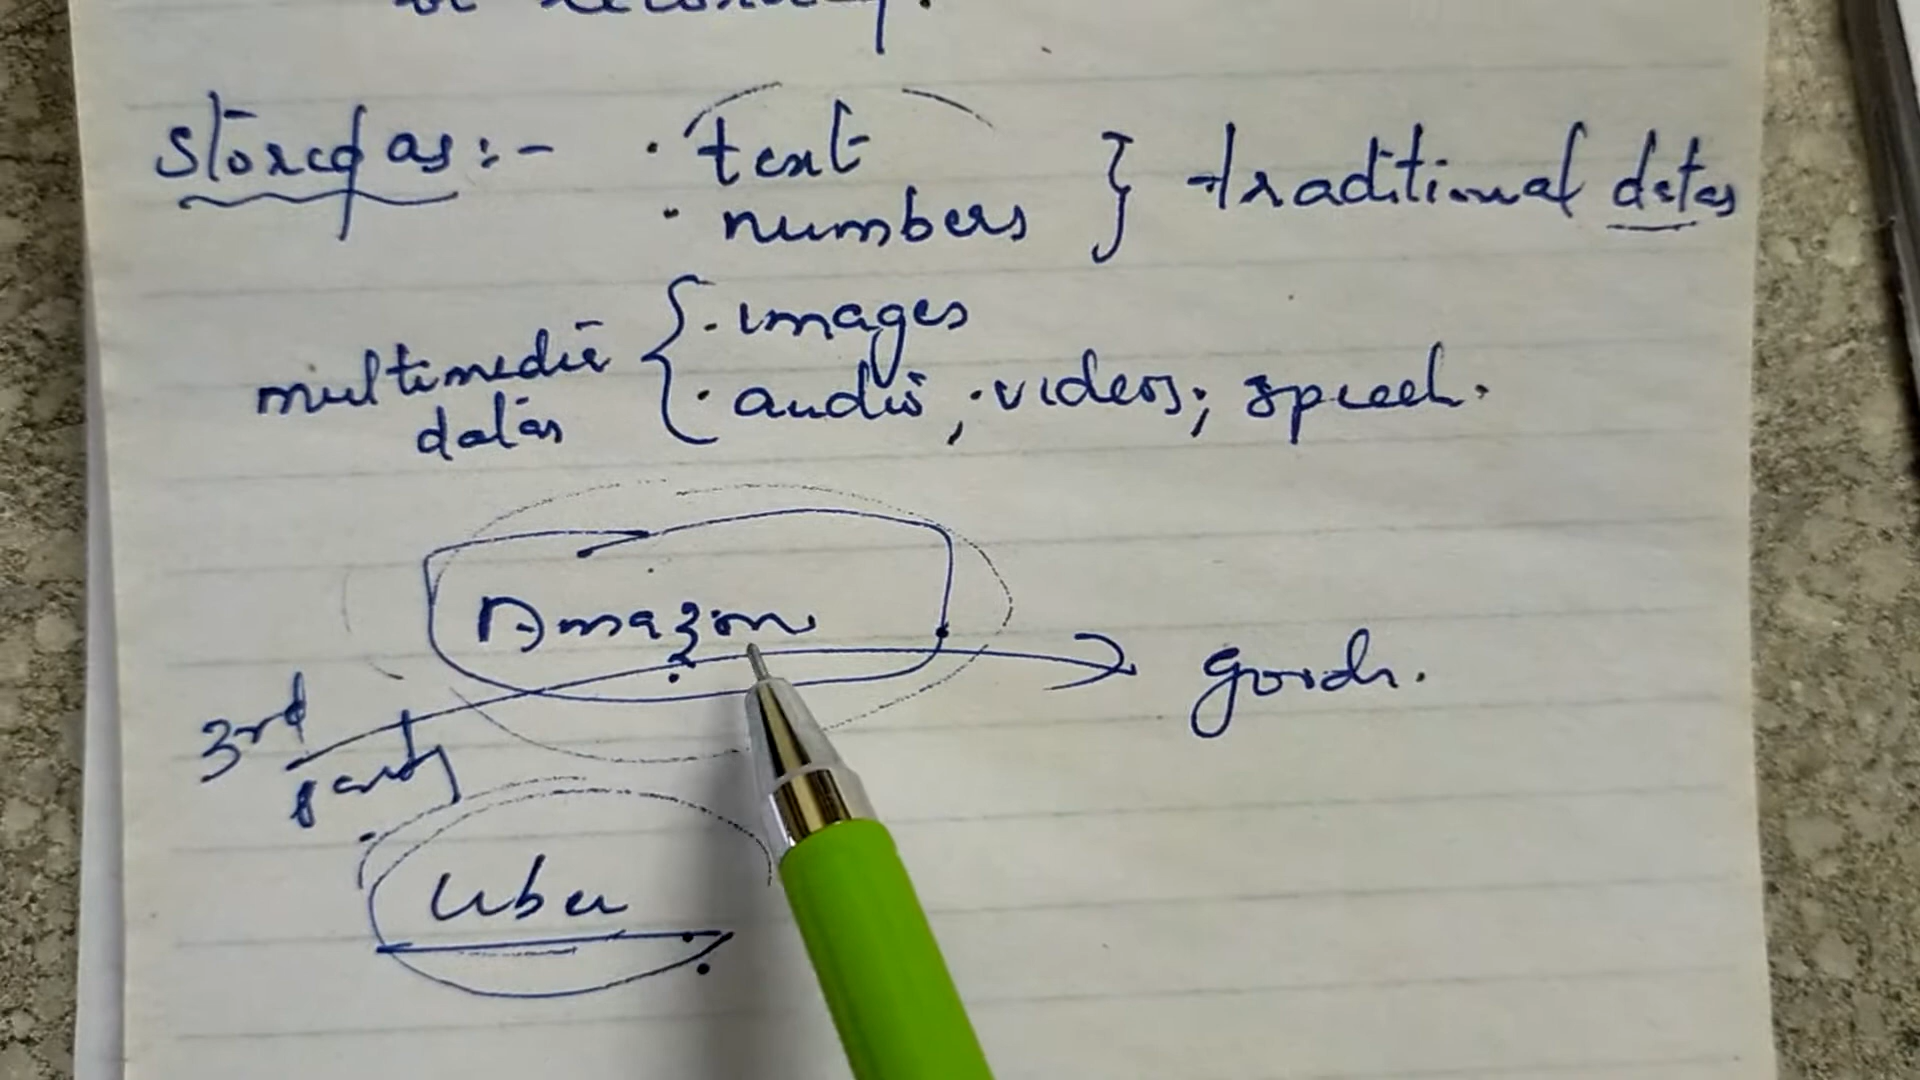 Stored as :- · text
· numbers } traditional datas
multimedia datas { · images
· audio, · videos; speech.
Amazon
3rd party → goods.
Uber